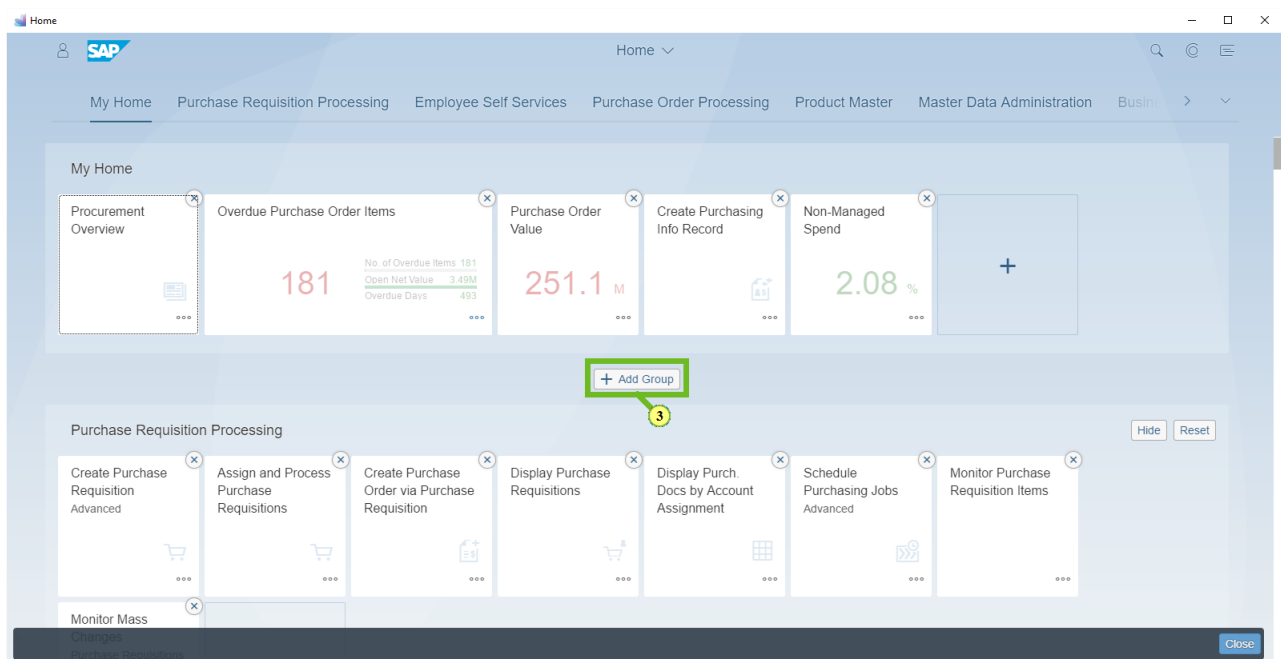 Home
SAP
Home
My Home
Purchase Requisition Processing
Employee Self Services
Purchase Order Processing
Product Master
Master Data Administration
Busin
My Home
Procurement
Overview
Overdue Purchase Order Items
181
No. of Overdue Items 181
Open Net Value 3.49M
Overdue Days 493
Purchase Order
Value
251.1 M
Create Purchasing
Info Record
Non-Managed
Spend
2.08 %
+ Add Group
3
Purchase Requisition Processing
Hide
Reset
Create Purchase
Requisition
Advanced
Assign and Process
Purchase
Requisitions
Create Purchase
Order via Purchase
Requisition
Display Purchase
Requisitions
Display Purch.
Docs by Account
Assignment
Schedule
Purchasing Jobs
Advanced
Monitor Purchase
Requisition Items
Monitor Mass
Changes
Purchase Requisitions
Close